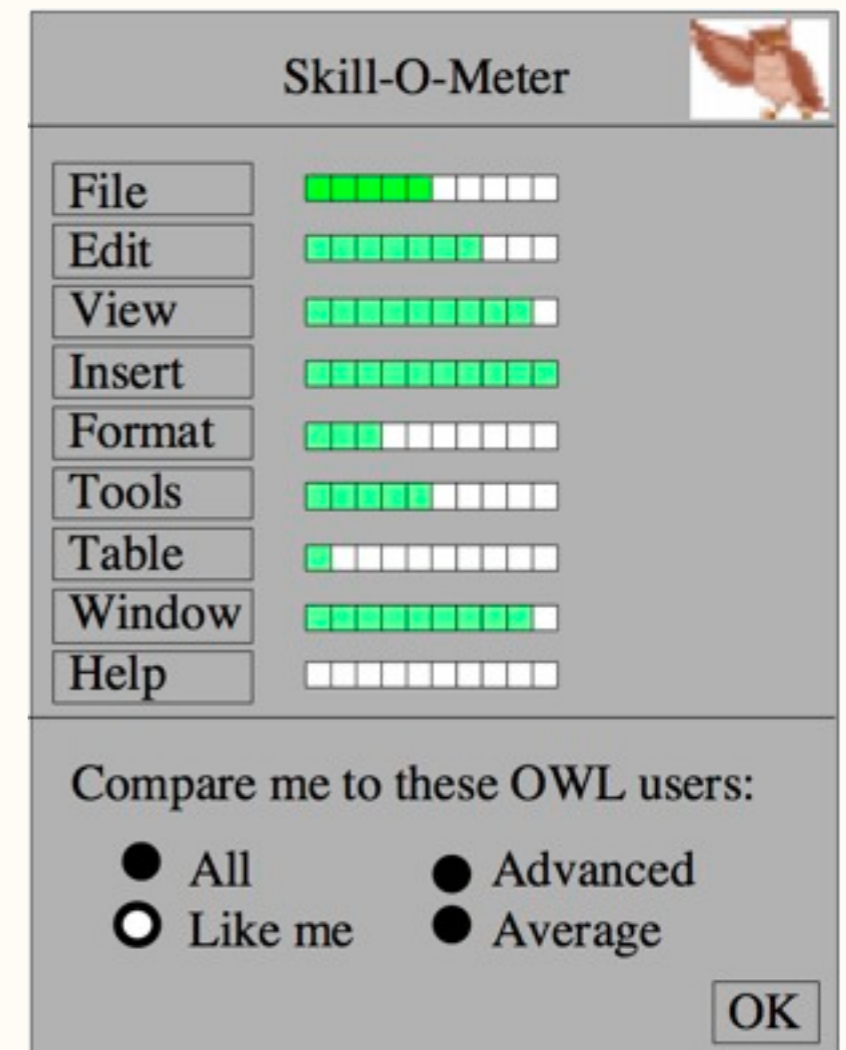 Skill-O-Meter
File
Edit
View
Insert
Format
Tools
Table
Window
Help
Compare me to these OWL users:
All Advanced
Like me Average
OK